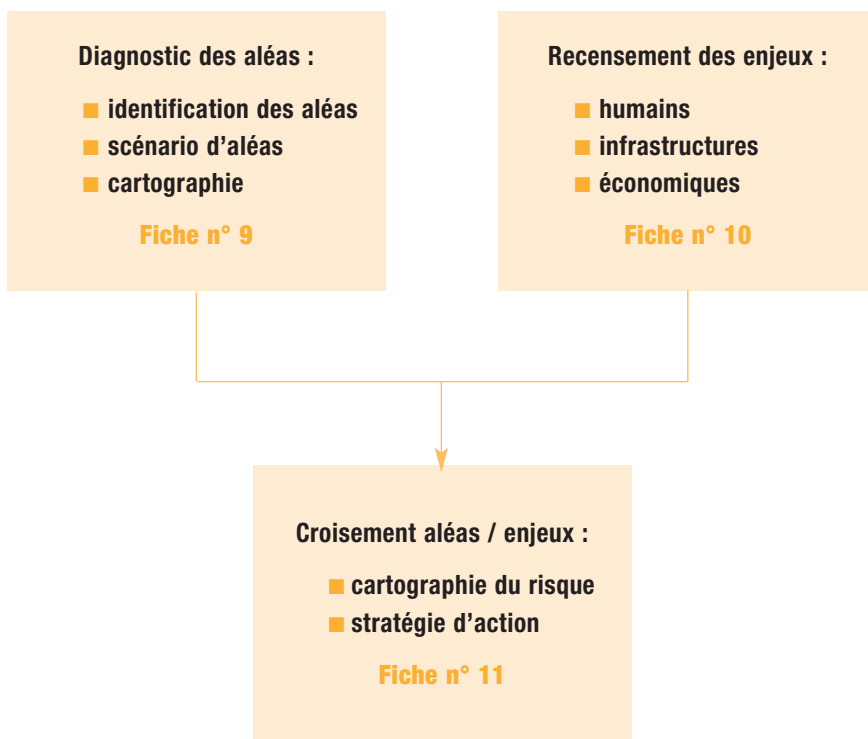 Diagnostic des aléas :
■ identification des aléas
■ scénario d'aléas
■ cartographie
Fiche n° 9
Recensement des enjeux :
■ humains
■ infrastructures
■ économiques
Fiche n° 10
Croisement aléas / enjeux :
■ cartographie du risque
■ stratégie d'action
Fiche n° 11